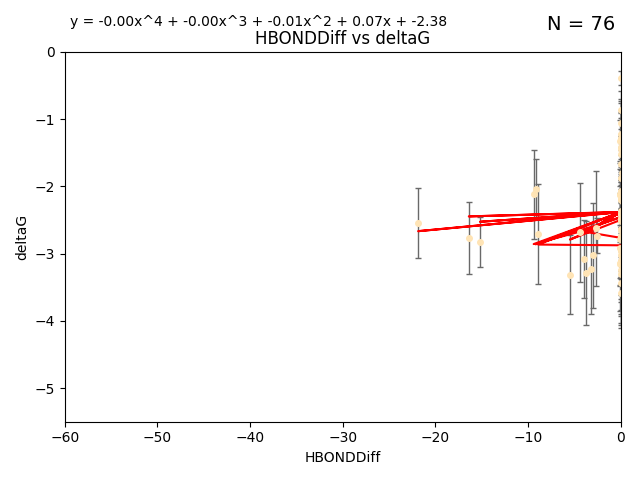 y = -0.00x^4 + -0.00x^3 + -0.01x^2 + 0.07x + -2.38
N = 76
HBONDDiff vs deltaG
0
−1
−2
−3
−4
−5
deltaG
−60 −50 −40 −30 −20 −10 0
HBONDDiff